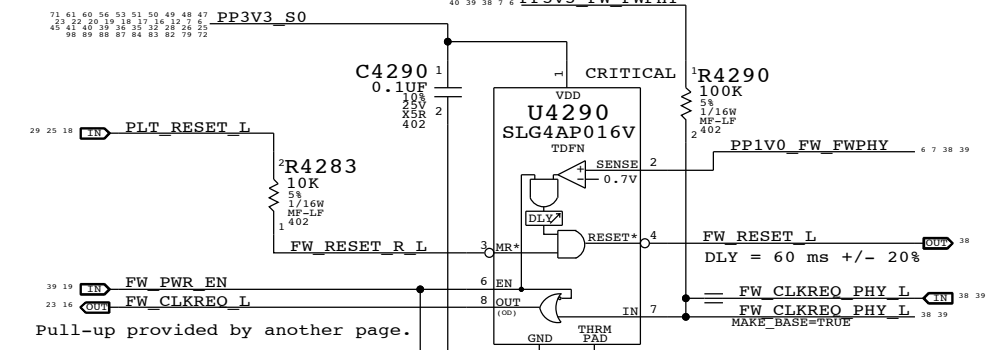 40 39 38 7 6
71 61 60 56 53 51 50 49 48 47
23 22 20 19 18 17 16 12 7 6
45 41 40 39 36 35 32 28 26 25
98 89 88 87 84 83 82 79 72
PP3V3_S0
C4290
0.1UF
10%
25V
X5R
402
1
2
1
CRITICAL
1
R4290
100K
5%
1/16W
MF-LF
402
2
VDD
U4290
SLG4AP016V
TDFN
29 25 18
IN
PLT_RESET_L
2
R4283
10K
5%
1/16W
MF-LF
402
1
SENSE
2
PP1V0_FW_FWPHY
6 7 38 39
+
-
0.7V
DLY
FW_RESET_R_L
3
MR*
RESET*
4
FW_RESET_L
OUT
38
DLY = 60 ms +/- 20%
39 19
IN
FW_PWR_EN
6
EN
23 16
OUT
FW_CLKREQ_L
8
OUT
(OD)
IN
7
FW_CLKREQ_PHY_L
IN
38 39
FW_CLKREQ_PHY_L
38 39
MAKE_BASE=TRUE
Pull-up provided by another page.
GND
THRM
PAD